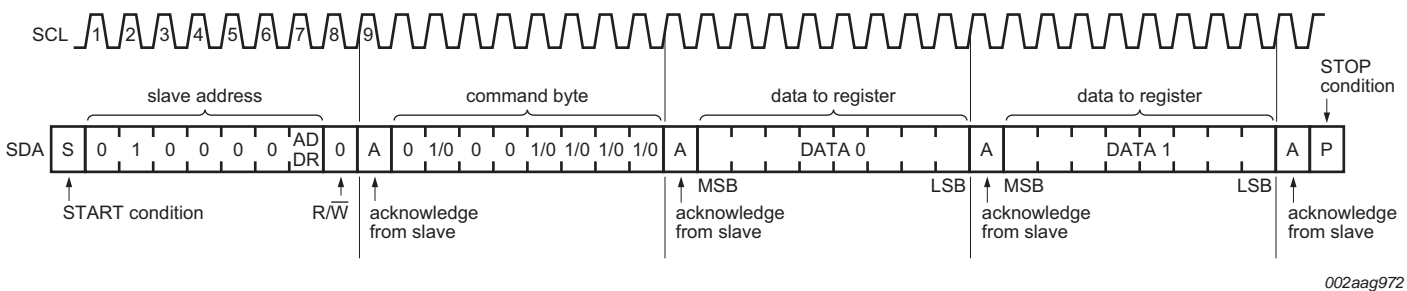 SCL 1 2 3 4 5 6 7 8 9
STOP
condition
slave address command byte data to register data to register
SDA S 0 1 0 0 0 0 AD DR 0 A 0 1/0 0 0 1/0 1/0 1/0 1/0 A DATA 0 A DATA 1 A P
MSB LSB MSB LSB
START condition R/W̅ acknowledge from slave acknowledge from slave acknowledge from slave acknowledge from slave
002aag972